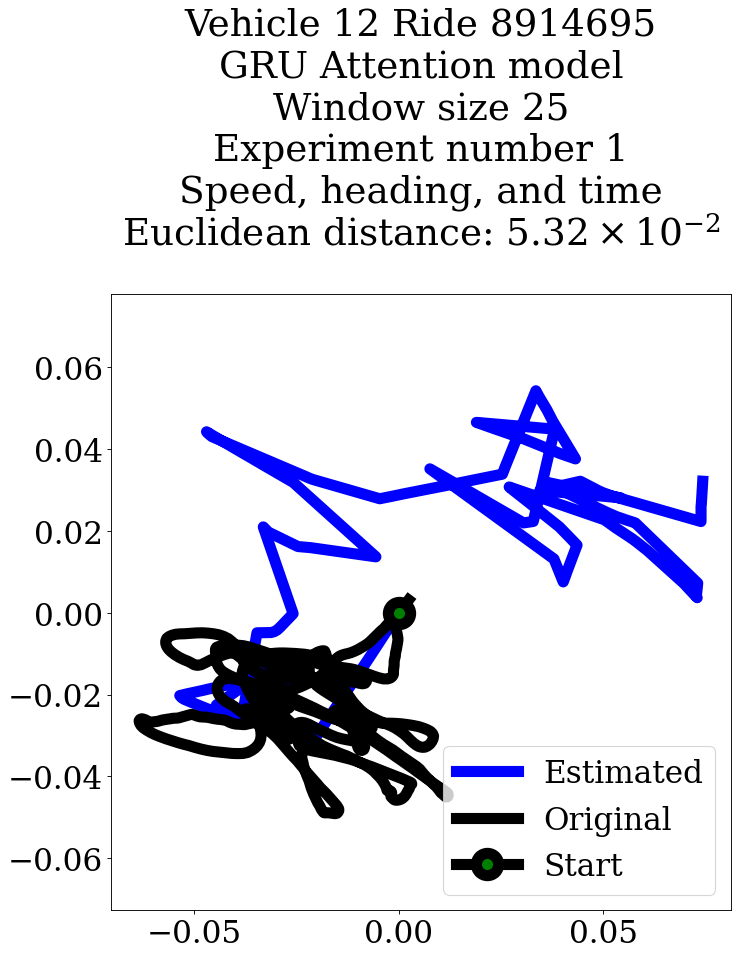 Vehicle 12 Ride 8914695
GRU Attention model
Window size 25
Experiment number 1
Speed, heading, and time
Euclidean distance: 5.32 × 10⁻²
0.06
0.04
0.02
0.00
−0.02
−0.04
−0.06
−0.05
0.00
0.05
Estimated
Original
Start